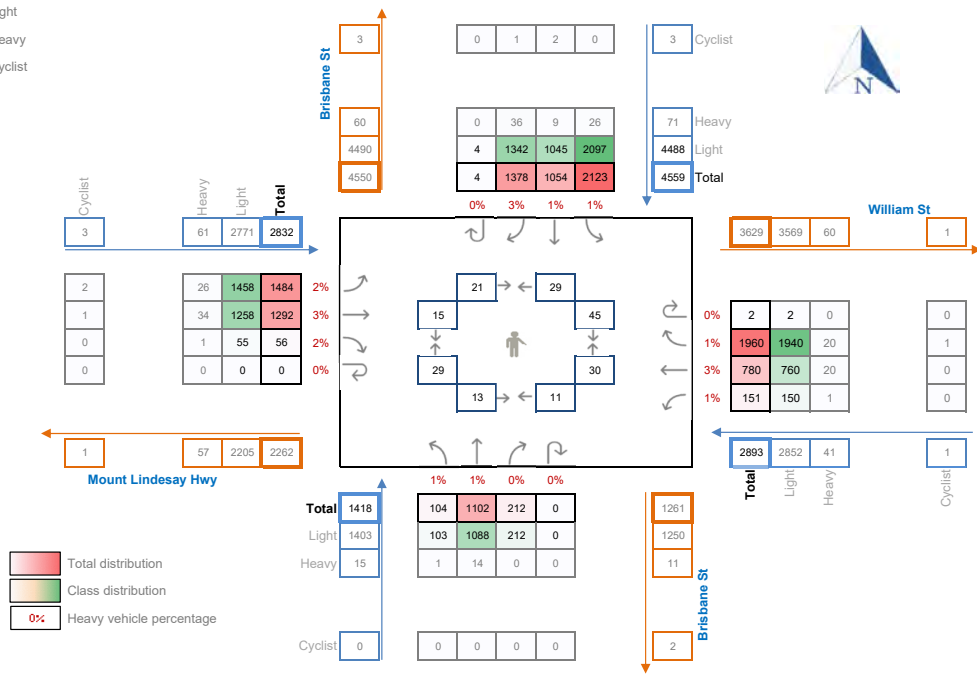 ght
eavy
yclist
Brisbane St
3
0 1 2 0
3 Cyclist
N
60
0 36 9 26
71 Heavy
4490
4 1342 1045 2097
4488 Light
4550
4 1378 1054 2123
4559 Total
0% 3% 1% 1%
Cyclist Heavy Light Total
3 61 2771 2832
William St
3629 3569 60 1
2 26 1458 1484 2%
1 34 1258 1292 3%
0 1 55 56 2%
0 0 0 0 0%
21 29
15 45
29 30
13 11
0% 2 2 0 0
1% 1960 1940 20 1
3% 780 760 20 0
1% 151 150 1 0
1 57 2205 2262
Mount Lindesay Hwy
2893 2852 41 1
Total Light Heavy Cyclist
1% 1% 0% 0%
Total 1418
104 1102 212 0
1261
Light 1403
103 1088 212 0
1250
Heavy 15
1 14 0 0
11
Brisbane St
Total distribution
Class distribution
0% Heavy vehicle percentage
Cyclist 0
0 0 0 0
2